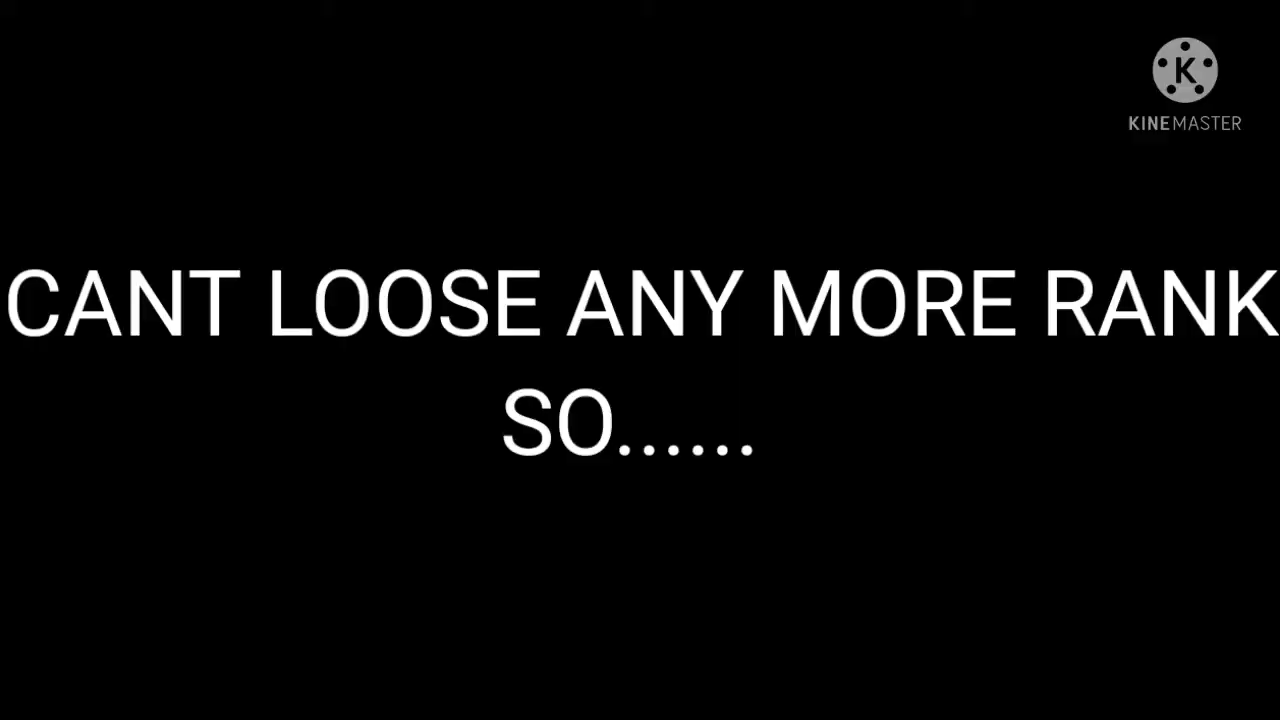 K
KINEMASTER
CANT LOOSE ANY MORE RANK
SO......